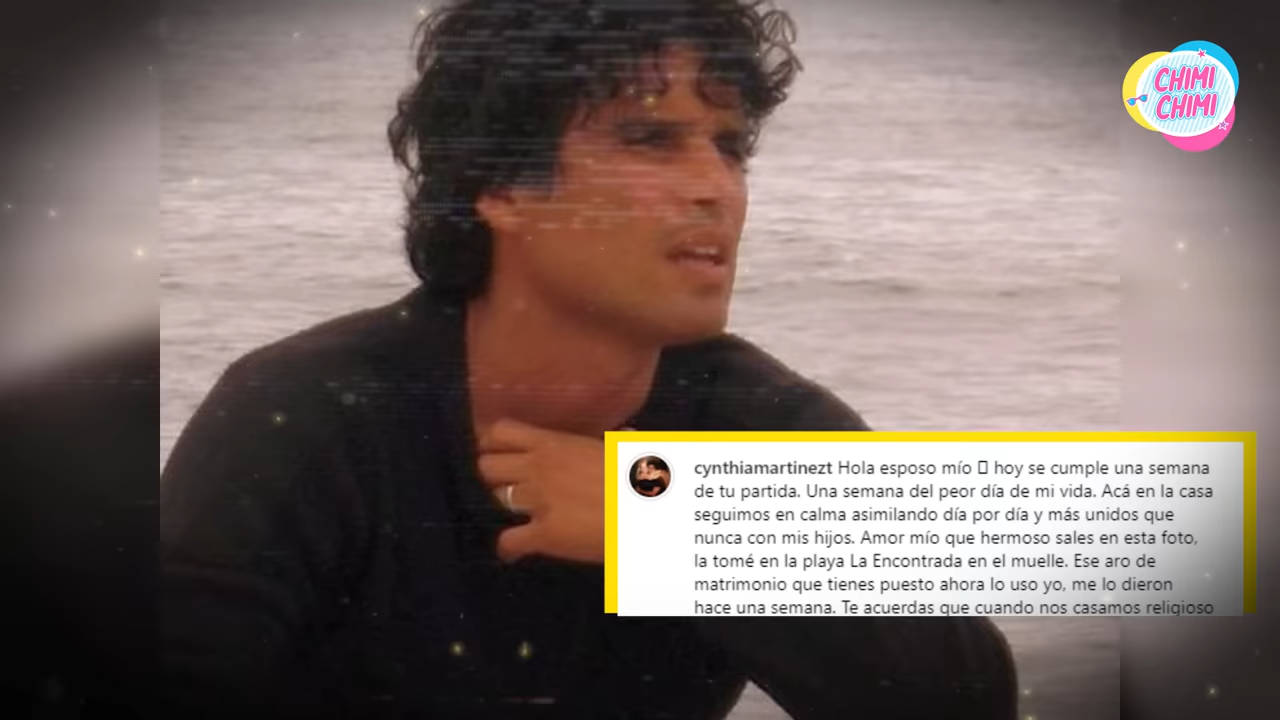 CHIMI
CHIMI
cynthiamartinezt Hola esposo mío hoy se cumple una semana
de tu partida. Una semana del peor día de mi vida. Acá en la casa
seguimos en calma asimilando día por día y más unidos que
nunca con mis hijos. Amor mío que hermoso sales en esta foto,
la tomé en la playa La Encontrada en el muelle. Ese aro de
matrimonio que tienes puesto ahora lo uso yo, me lo dieron
hace una semana. Te acuerdas que cuando nos casamos religioso